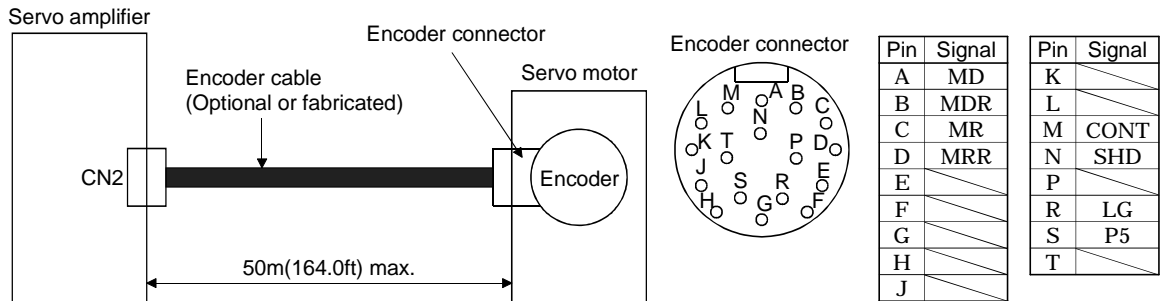 Servo amplifier
CN2
Encoder cable
(Optional or fabricated)
Encoder connector
Servo motor
Encoder
50m(164.0ft) max.
Encoder connector
M A B
L N C
K T P D
J S R E
H G F
Pin Signal
A MD
B MDR
C MR
D MRR
E
F
G
H
J
Pin Signal
K
L
M CONT
N SHD
P
R LG
S P5
T